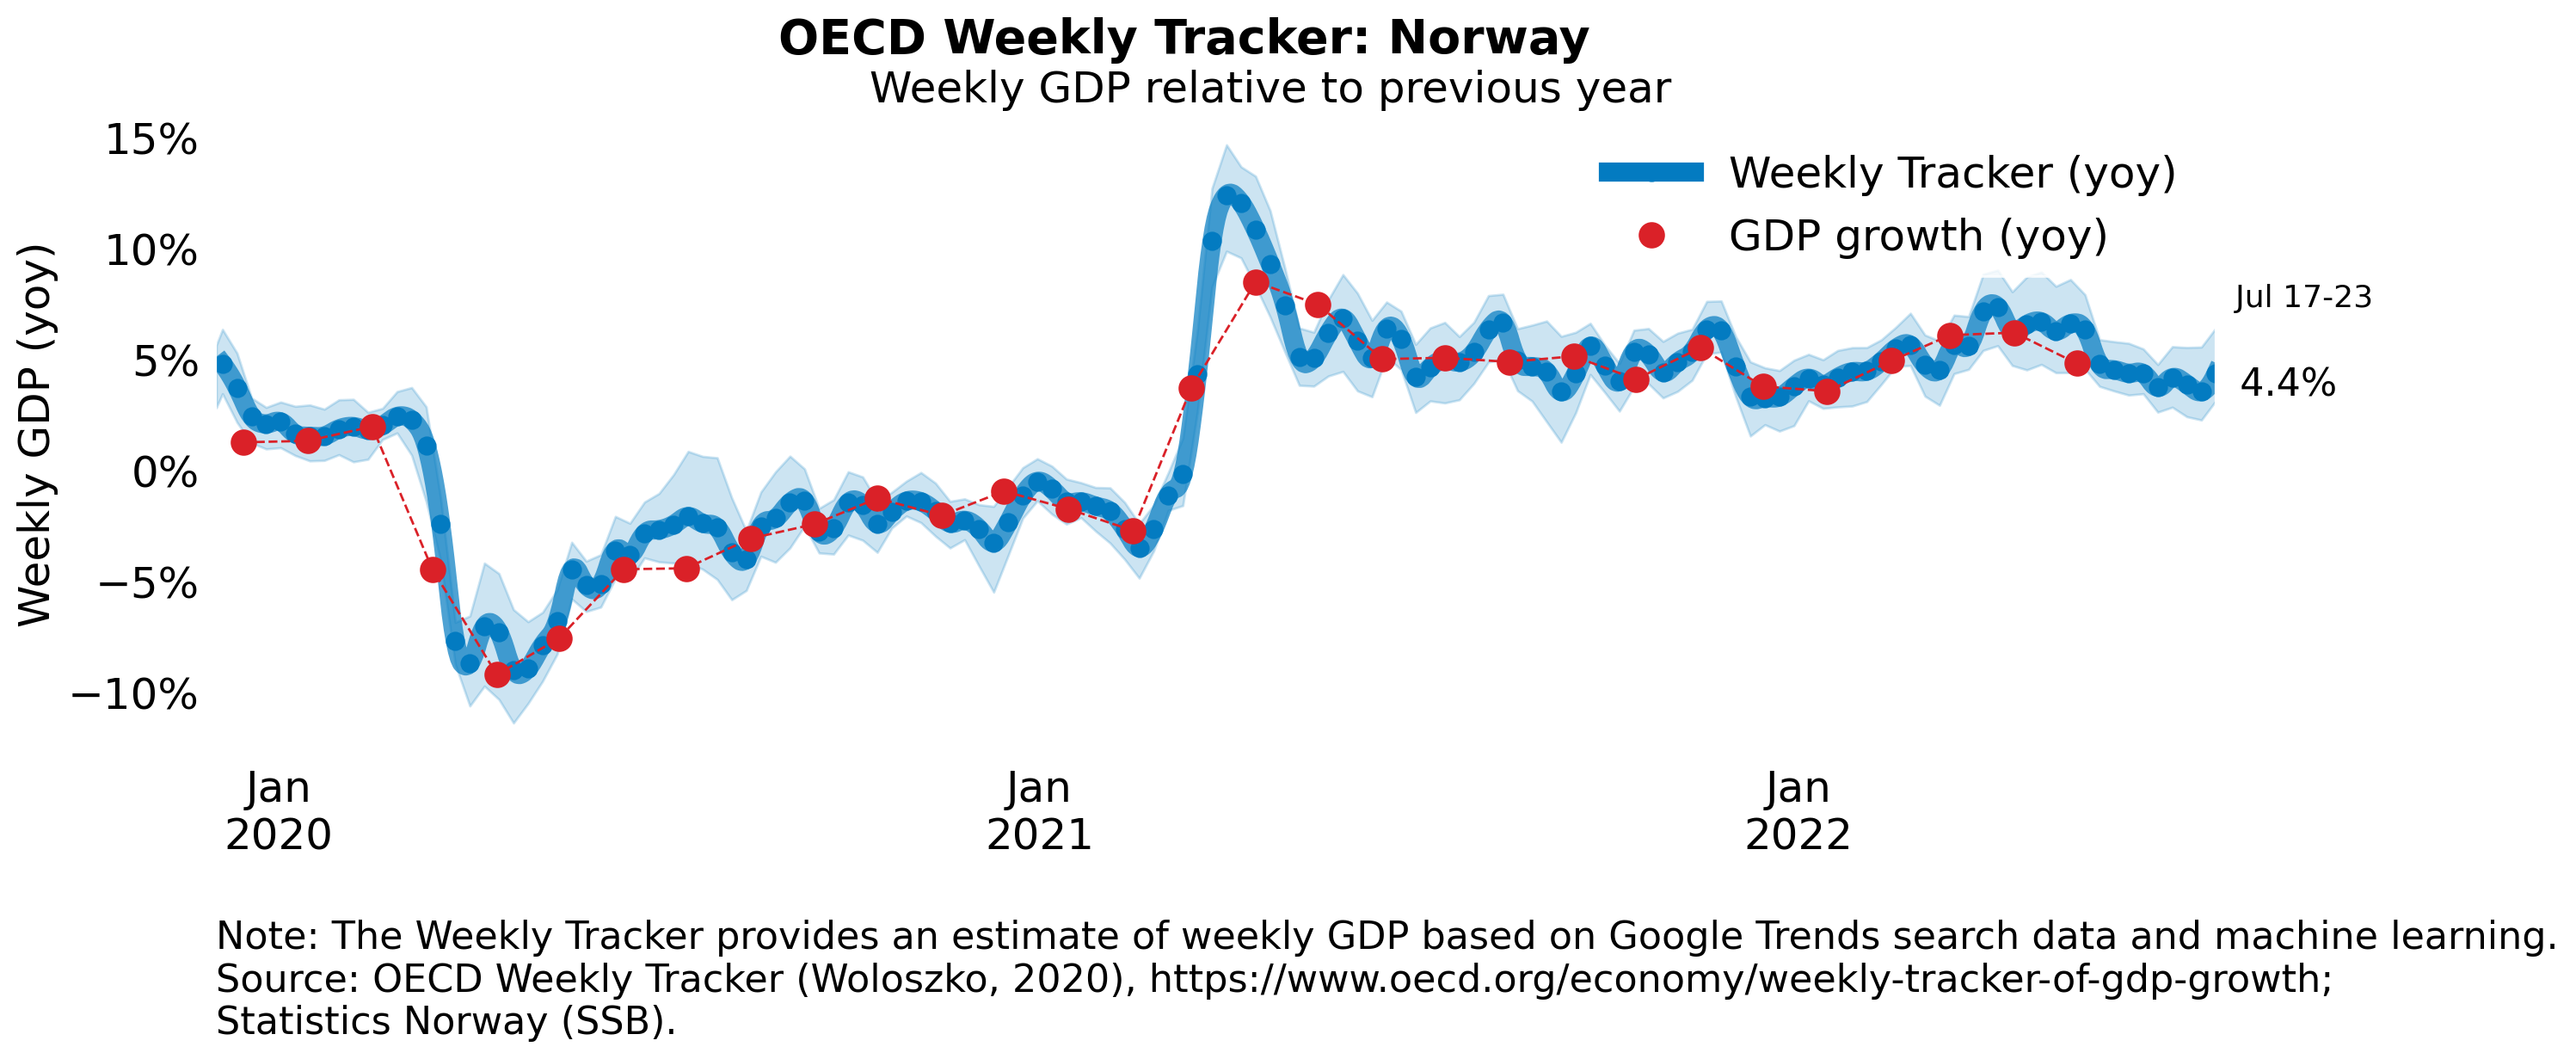 OECD Weekly Tracker: Norway
Weekly GDP relative to previous year
Weekly GDP (yoy)
15%
10%
5%
0%
−5%
−10%
Weekly Tracker (yoy)
GDP growth (yoy)
Jul 17-23
4.4%
Jan
2020
Jan
2021
Jan
2022
Note: The Weekly Tracker provides an estimate of weekly GDP based on Google Trends search data and machine learning.
Source: OECD Weekly Tracker (Woloszko, 2020), https://www.oecd.org/economy/weekly-tracker-of-gdp-growth;
Statistics Norway (SSB).